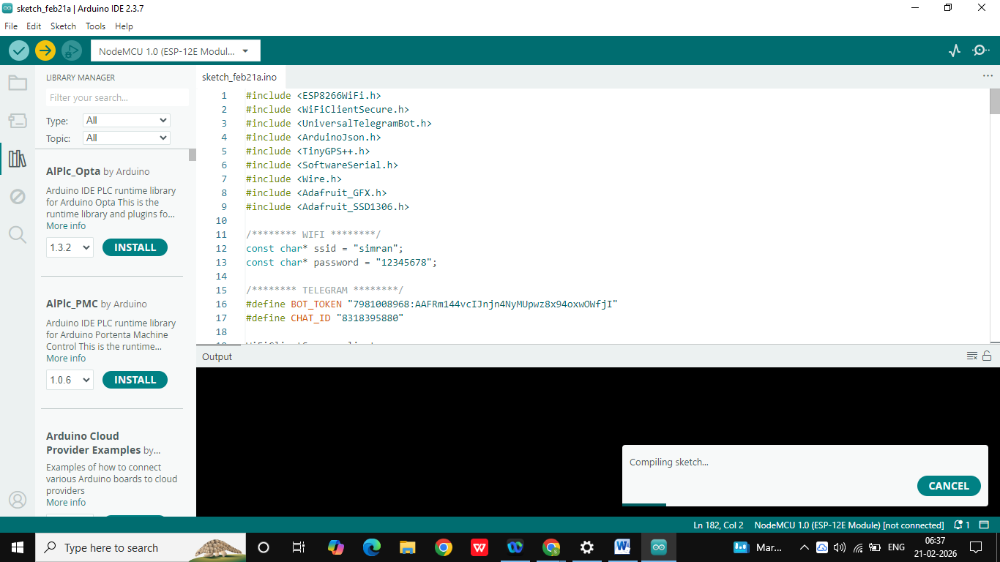 sketch_feb21a | Arduino IDE 2.3.7
File Edit Sketch Tools Help
NodeMCU 1.0 (ESP-12E Modul...
LIBRARY MANAGER
Filter your search...
Type: All
Topic: All
AlPlc_Opta by Arduino
Arduino IDE PLC runtime library
for Arduino Opta This is the
runtime library and plugins fo...
More info
1.3.2 INSTALL
AlPlc_PMC by Arduino
Arduino IDE PLC runtime library
for Arduino Portenta Machine
Control This is the runtime...
More info
1.0.6 INSTALL
Arduino Cloud
Provider Examples by...
Examples of how to connect
various Arduino boards to cloud
providers
More info
sketch_feb21a.ino
1 #include <ESP8266WiFi.h>
2 #include <WiFiClientSecure.h>
3 #include <UniversalTelegramBot.h>
4 #include <ArduinoJson.h>
5 #include <TinyGPS++.h>
6 #include <SoftwareSerial.h>
7 #include <Wire.h>
8 #include <Adafruit_GFX.h>
9 #include <Adafruit_SSD1306.h>
10
11 /******** WIFI ********/
12 const char* ssid = "simran";
13 const char* password = "12345678";
14
15 /******** TELEGRAM ********/
16 #define BOT_TOKEN "7981008968:AAFRm144vcIJnjn4NyMUpwz8x94oxwOWfjI"
17 #define CHAT_ID "8318395880"
18
Output
Compiling sketch...
CANCEL
Ln 182, Col 2 NodeMCU 1.0 (ESP-12E Module) [not connected] 1
Type here to search
Mar...
ENG
06:37
21-02-2026